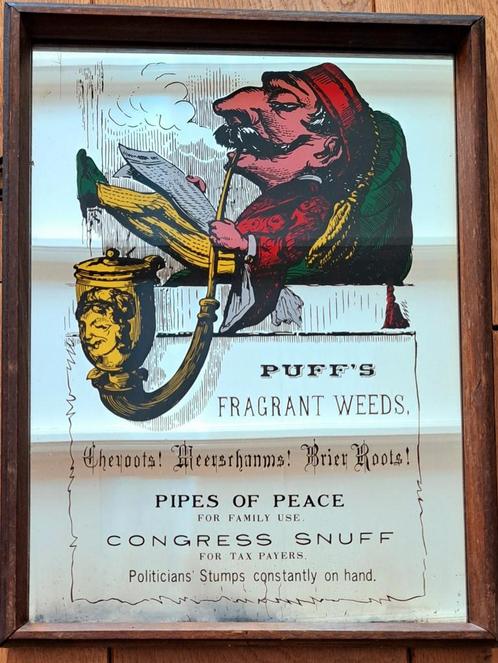 PUFF'S
FRAGRANT WEEDS,
Cheroots! Meerschaums! Brier Roots!
PIPES OF PEACE
FOR FAMILY USE.
CONGRESS SNUFF
FOR TAX PAYERS.
Politicians' Stumps constantly on hand.